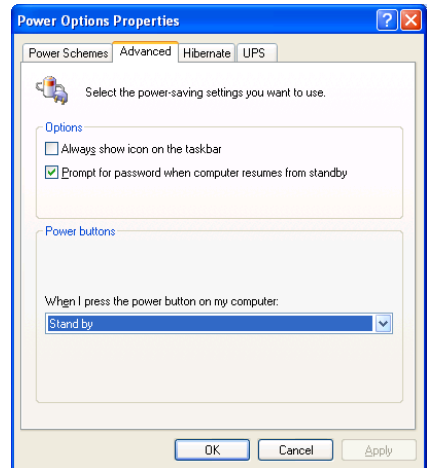 Power Options Properties
Power Schemes Advanced Hibernate UPS
Select the power-saving settings you want to use.
Options
Always show icon on the taskbar
Prompt for password when computer resumes from standby
Power buttons
When I press the power button on my computer:
Stand by
OK Cancel Apply